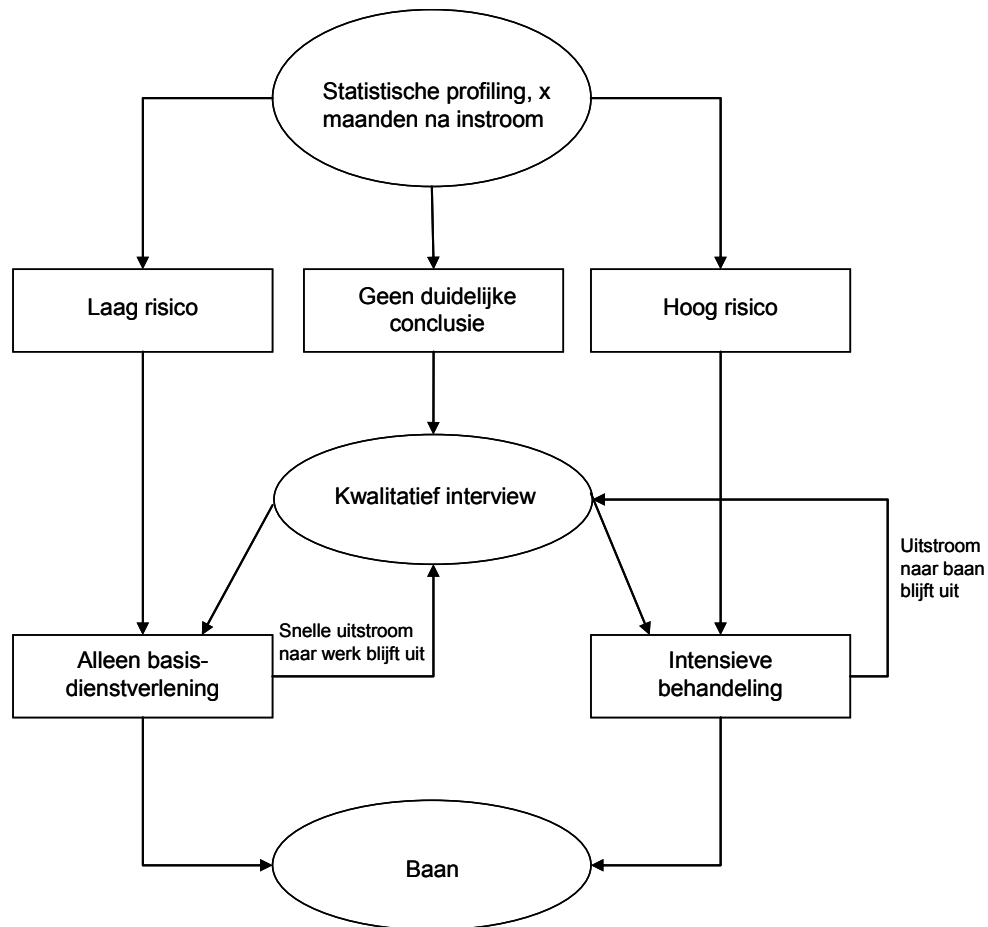 Statistische profiling, x
maanden na instroom
Laag risico
Geen duidelijke
conclusie
Hoog risico
Kwalitatief interview
Uitstroom
naar baan
blijft uit
Snelle uitstroom
naar werk blijft uit
Alleen basis-
dienstverlening
Intensieve
behandeling
Baan